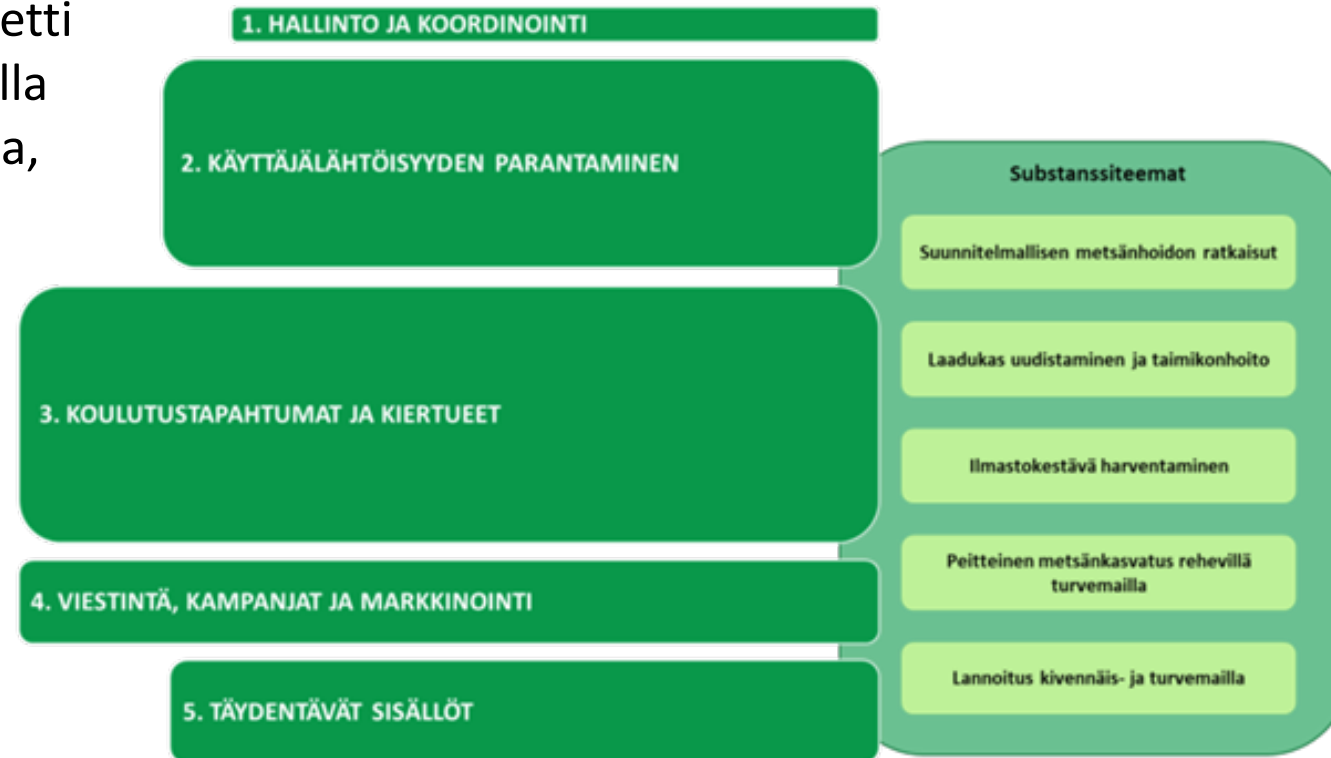 etti
lla
a,
1. HALLINTO JA KOORDINOINTI
2. KÄYTTÄJÄLÄHTÖISYYDEN PARANTAMINEN
3. KOULUTUSTAPAHTUMAT JA KIERTUEET
4. VIESTINTÄ, KAMPANJAT JA MARKKINOINTI
5. TÄYDENTÄVÄT SISÄLLÖT
Substanssiteemat
Suunnitelmallisen metsänhoidon ratkaisut
Laadukas uudistaminen ja taimikonhoito
Ilmastokestävä harventaminen
Peitteinen metsänkasvatus rehevillä
turvemailla
Lannoitus kivennäis- ja turvemailla